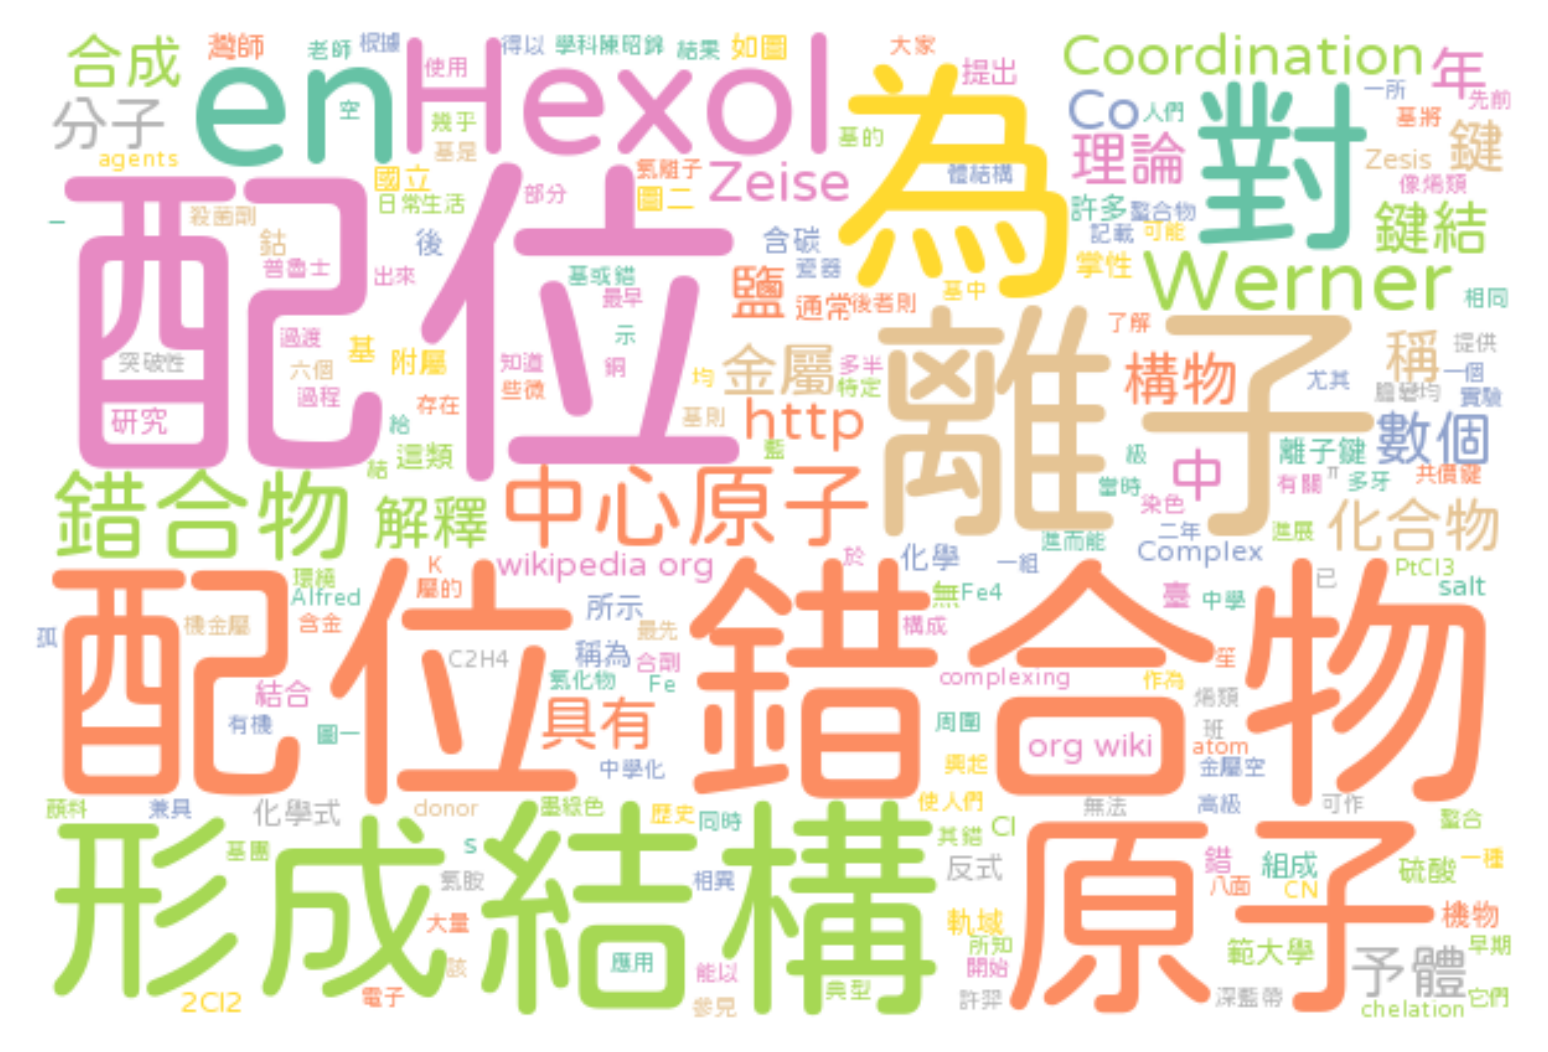 合成
灣師
老師
根據
得以
學科陳昭錦
結果
如圖
大家
Coordination
年
使用
提出
en
Hexol
為
分子
空
幾乎
基是
基的
Co
人們
一所
先前
基將
對
鍵
agents
國立
日常生活
部分
氫離子
圖二
Zeise
體結構
理論
Zesis
像烯類
配位
殺菌劑
鈷
普魯士
後
出來
含碳
瓷器
許多
螯合物
記載
可能
鍵結
掌性
Werner
基或錯
最早
鹽
通常
後者則
基中
相同
示
了解
離子
過渡
基
附屬
知道
些微
銅
均
金屬
多半
特定
構物
尤其
稱
提供
一個
突破性
六個
過程
存在
給
研究
基則
http
藍
實驗
數個
這類
結
級
當時
中
離子鍵
有關
π
多牙
共價鍵
錯合物
解釋
中心原子
染色
二年
進展
化合物
進而能
Complex
K
屬的
wikipedia org
於
化學
一組
環繞
Alfred
所示
無
Fe4
臺
中學
已
PtCl3
salt
配位錯合物
孤
機金屬
含金
最先
構成
C2H4
稱為
合劑
氯化物
Fe
complexing
作為
笙
烯類
結合
有機
圖一
具有
周圍
org wiki
班
atom
金屬空
中學化
興起
顏料
兼具
化學式
donor
墨綠色
歷史
同時
使人們
無法
高級
可作
螯合
形成結構
原子
基團
s
其錯
Cl
氨胺
相異
反式
錯
八面
組成
CN
硫酸
一種
大量
軌域
機物
該
應用
能以
所知
開始
範大學
予體
早期
2Cl2
電子
參見
典型
許羿
深藍帶
chelation
它們